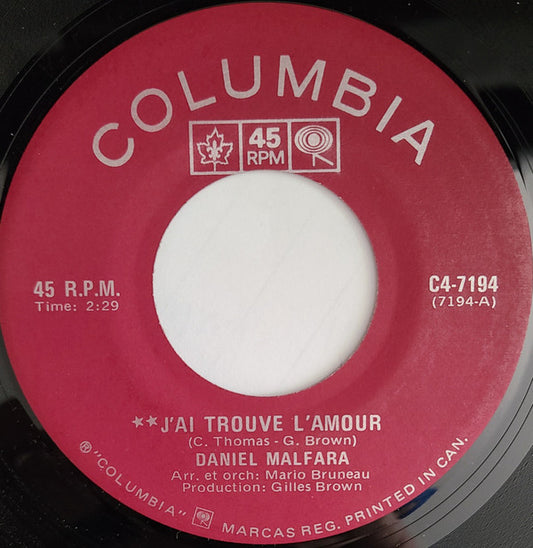 COLUMBIA
45
RPM
45 R.P.M.
Time: 2:29
C4-7194
(7194-A)
**J'AI TROUVE L'AMOUR
(C. Thomas - G. Brown)
DANIEL MALFARA
Arr. et orch: Mario Bruneau
Production: Gilles Brown
® "COLUMBIA" MARCAS REG. PRINTED IN CAN.